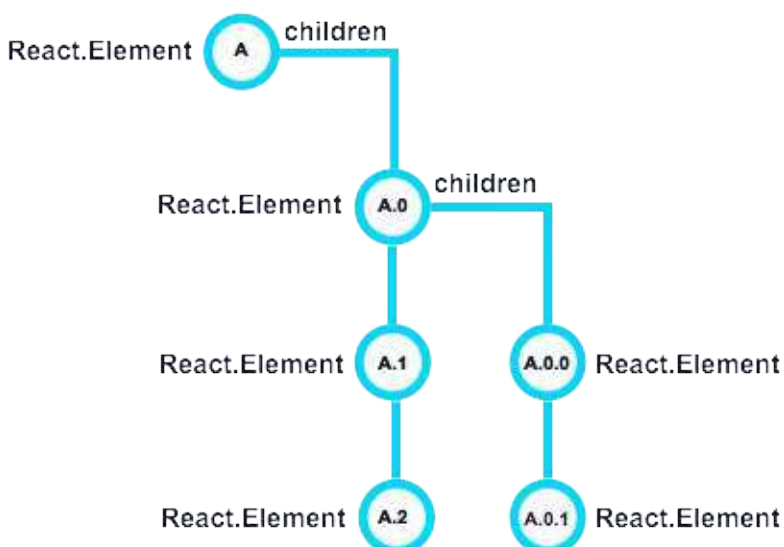 children
React.Element A
children
React.Element A.0
React.Element A.1 A.0.0 React.Element
React.Element A.2 A.0.1 React.Element